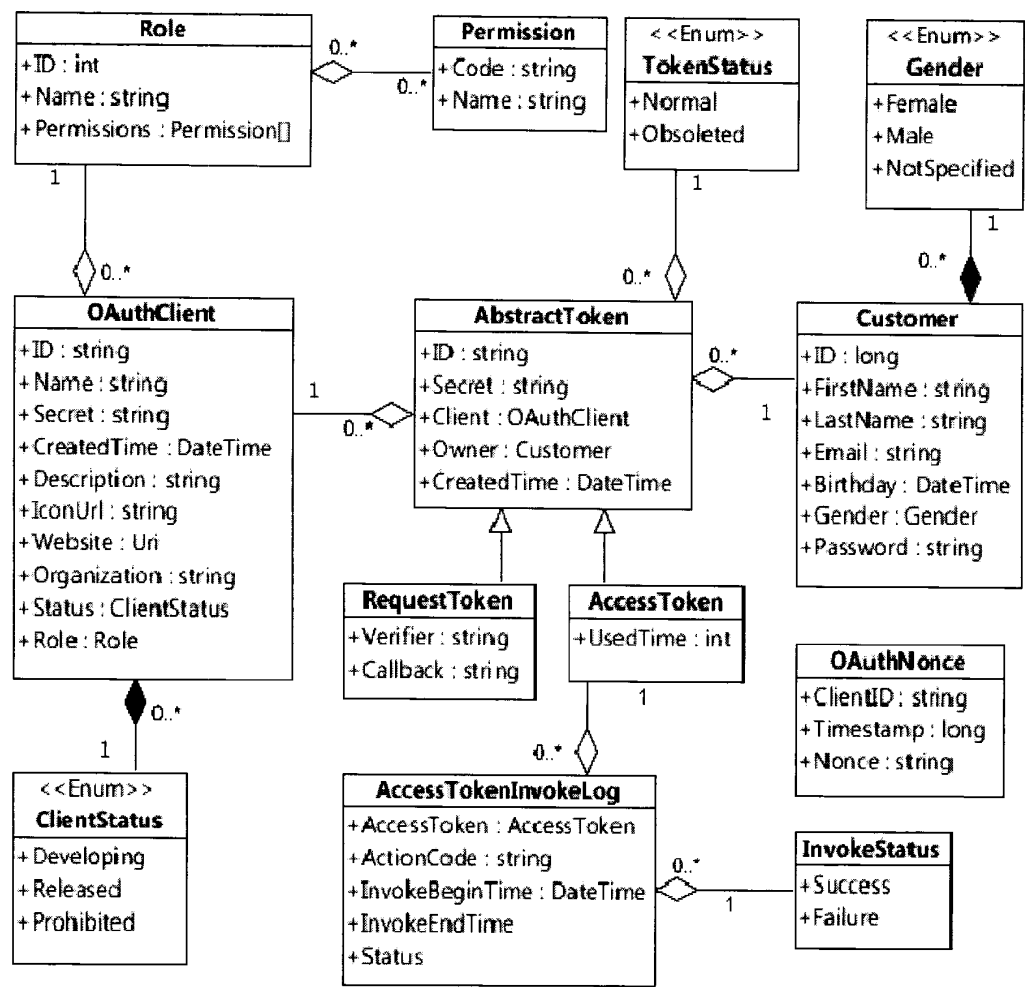 Role
+ID : int
+Name : string
+Permissions : Permission[]
0..*
0..*
Permission
+Code : string
+Name : string
<<Enum>>
TokenStatus
+Normal
+Obsoleted
<<Enum>>
Gender
+Female
+Male
+NotSpecified
1
0..*
1
0..*
1
0..*
OAuthClient
+ID : string
+Name : string
+Secret : string
+CreatedTime : DateTime
+Description : string
+IconUrl : string
+Website : Uri
+Organization : string
+Status : ClientStatus
+Role : Role
1
0..*
AbstractToken
+ID : string
+Secret : string
+Client : OAuthClient
+Owner : Customer
+CreatedTime : DateTime
0..*
1
Customer
+ID : long
+FirstName : string
+LastName : string
+Email : string
+Birthday : DateTime
+Gender : Gender
+Password : string
RequestToken
+Verifier : string
+Callback : string
AccessToken
+UsedTime : int
OAuthNonce
+ClientID : string
+Timestamp : long
+Nonce : string
0..*
1
1
0..*
<<Enum>>
ClientStatus
+Developing
+Released
+Prohibited
AccessTokenInvokeLog
+AccessToken : AccessToken
+ActionCode : string
+InvokeBeginTime : DateTime
+InvokeEndTime
+Status
0..*
1
InvokeStatus
+Success
+Failure